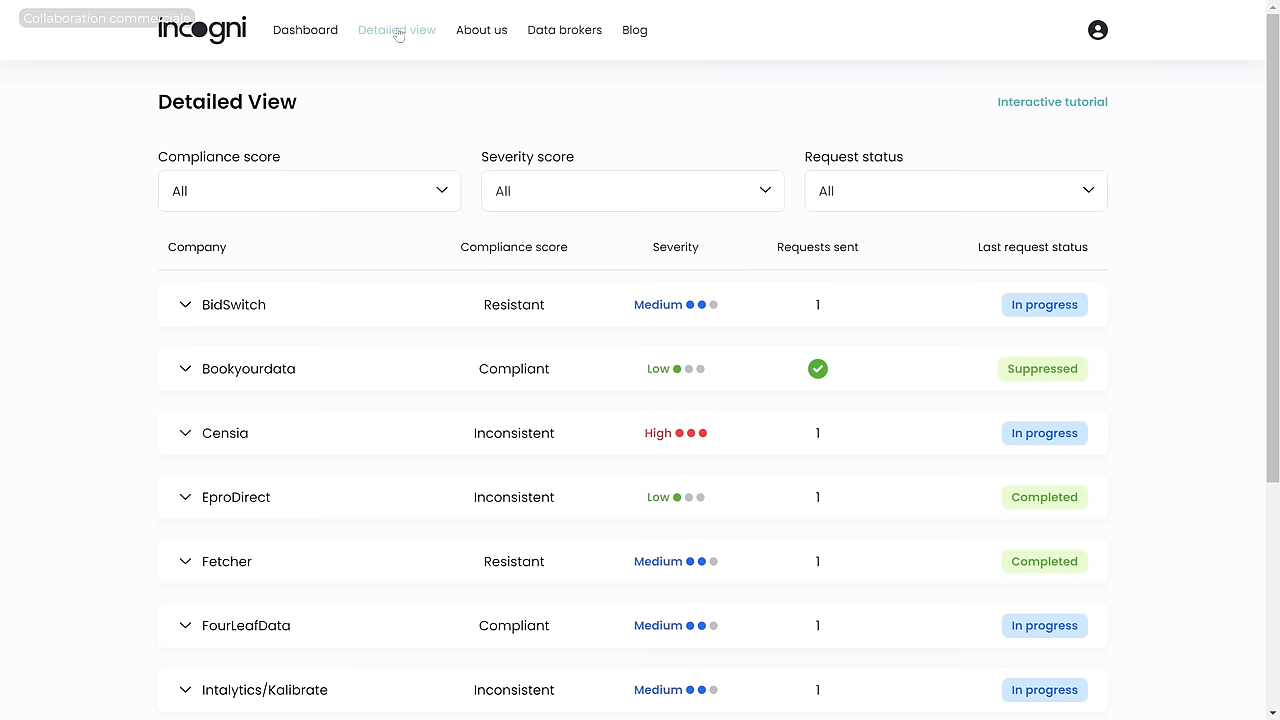 Collaboration commerciale
incogni
Dashboard Detailed view About us Data brokers Blog
Detailed View
Interactive tutorial
Compliance score Severity score Request status
All All All
Company Compliance score Severity Requests sent Last request status
BidSwitch Resistant Medium 1 In progress
Bookyourdata Compliant Low Suppressed
Censia Inconsistent High 1 In progress
EproDirect Inconsistent Low 1 Completed
Fetcher Resistant Medium 1 Completed
FourLeafData Compliant Medium 1 In progress
Intalytics/Kalibrate Inconsistent Medium 1 In progress